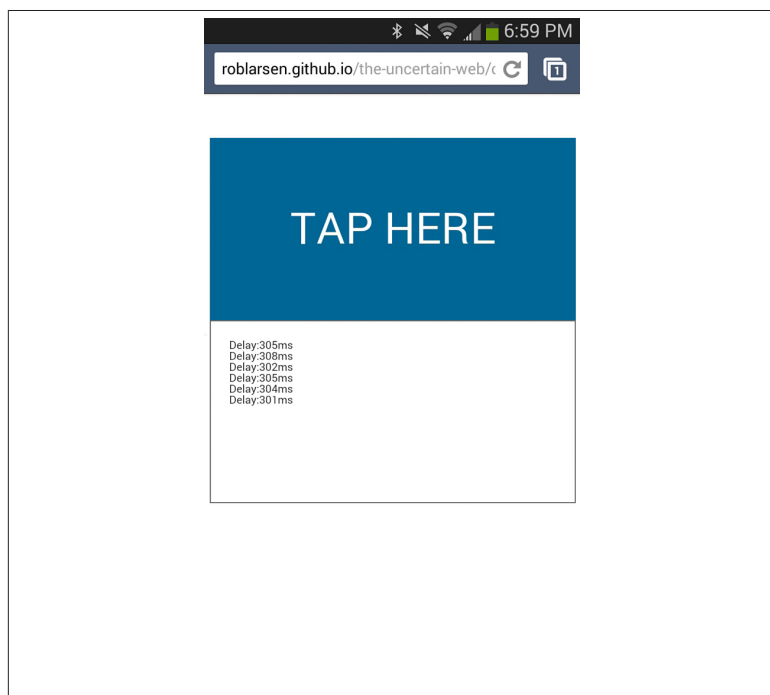 6:59 PM
roblarsen.github.io/the-uncertain-web/c
1
TAP HERE
Delay:305ms
Delay:308ms
Delay:302ms
Delay:305ms
Delay:304ms
Delay:301ms